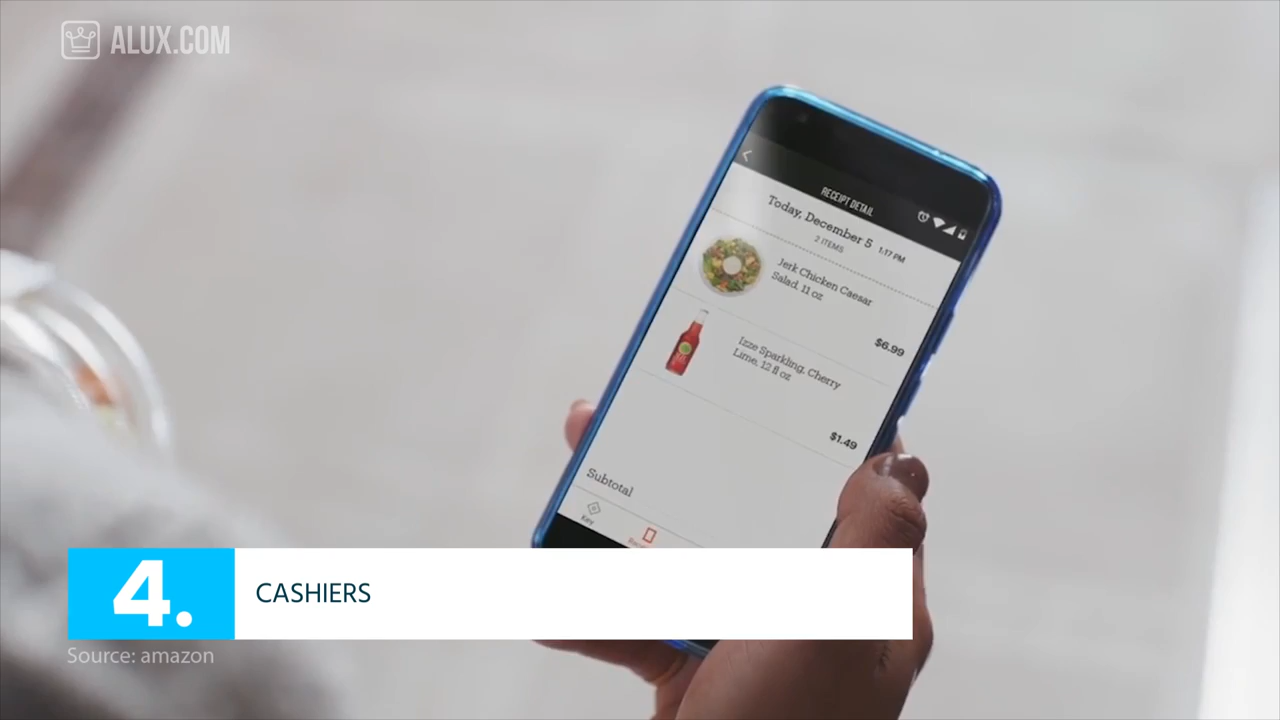 ALUX.COM
RECEIPT DETAIL
Today, December 5 1:17 PM
2 ITEMS
Jerk Chicken Caesar
Salad, 11 oz
$6.99
Izze Sparkling, Cherry
Lime, 12 fl oz
$1.49
Subtotal
Key
4.
CASHIERS
Source: amazon